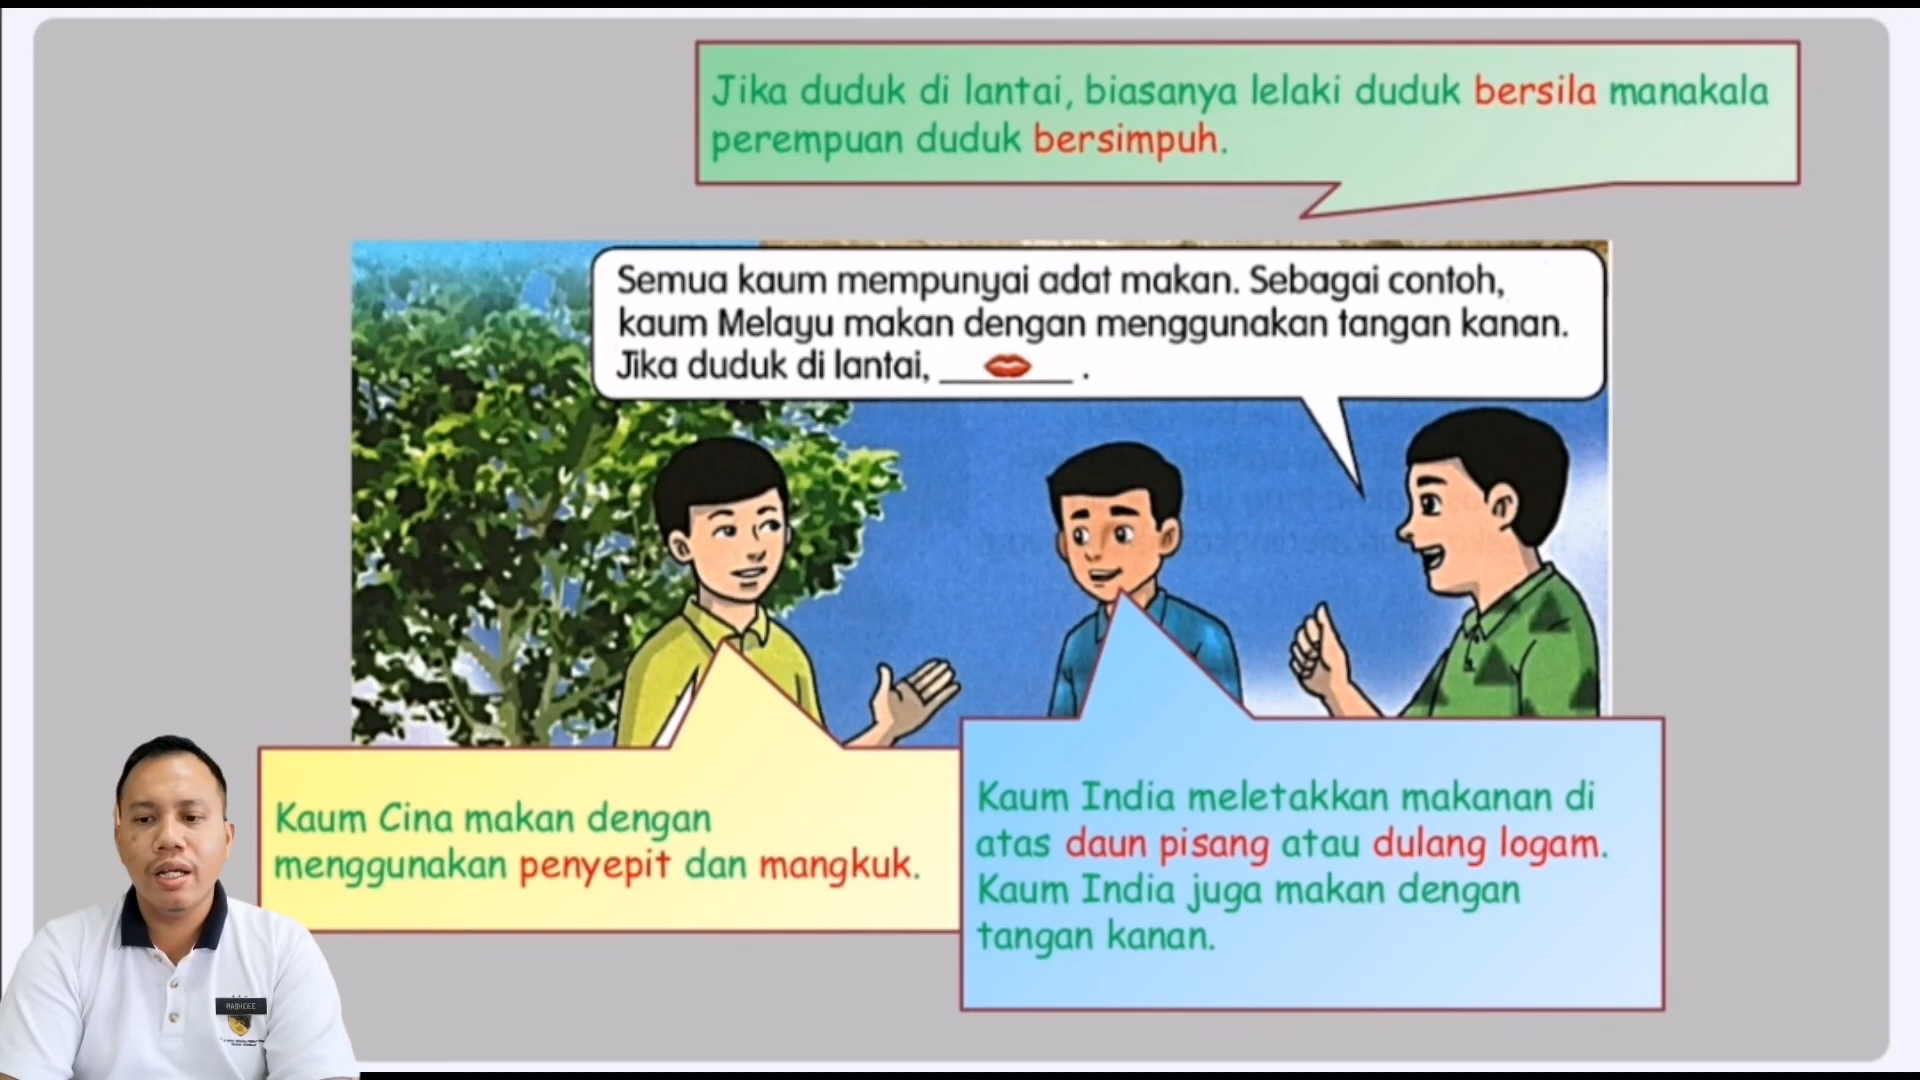 Jika duduk di lantai, biasanya lelaki duduk bersila manakala
perempuan duduk bersimpuh.
Semua kaum mempunyai adat makan. Sebagai contoh,
kaum Melayu makan dengan menggunakan tangan kanan.
Jika duduk di lantai, ________ .
Kaum Cina makan dengan
menggunakan penyepit dan mangkuk.
Kaum India meletakkan makanan di
atas daun pisang atau dulang logam.
Kaum India juga makan dengan
tangan kanan.